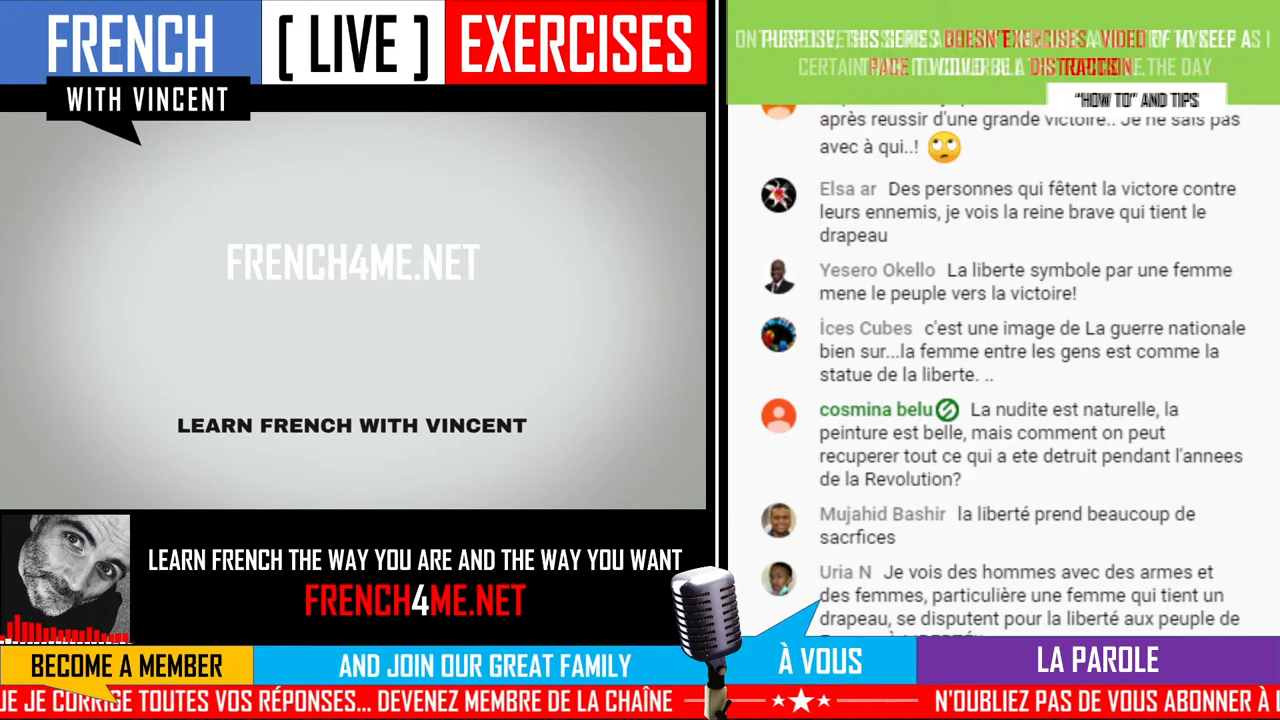 FRENCH
[ LIVE ]
EXERCISES
WITH VINCENT
"HOW TO" AND TIPS
FRENCH4ME.NET
LEARN FRENCH WITH VINCENT
après reussir d'une grande victoire.. Je ne sais pas
avec à qui..! 🙄
Elsa ar Des personnes qui fêtent la victore contre
leurs ennemis, je vois la reine brave qui tient le
drapeau
Yesero Okello La liberte symbole par une femme
mene le peuple vers la victoire!
İces Cubes c'est une image de La guerre nationale
bien sur...la femme entre les gens est comme la
statue de la liberte. ..
cosmina belu La nudite est naturelle, la
peinture est belle, mais comment on peut
recuperer tout ce qui a ete detruit pendant l'annees
de la Revolution?
Mujahid Bashir la liberté prend beaucoup de
sacrfices
Uria N Je vois des hommes avec des armes et
des femmes, particulière une femme qui tient un
drapeau, se disputent pour la liberté aux peuple de
LEARN FRENCH THE WAY YOU ARE AND THE WAY YOU WANT
FRENCH4ME.NET
BECOME A MEMBER
AND JOIN OUR GREAT FAMILY
À VOUS
LA PAROLE
JE CORRIGE TOUTES VOS RÉPONSES... DEVENEZ MEMBRE DE LA CHAÎNE
N'OUBLIEZ PAS DE VOUS ABONNER À